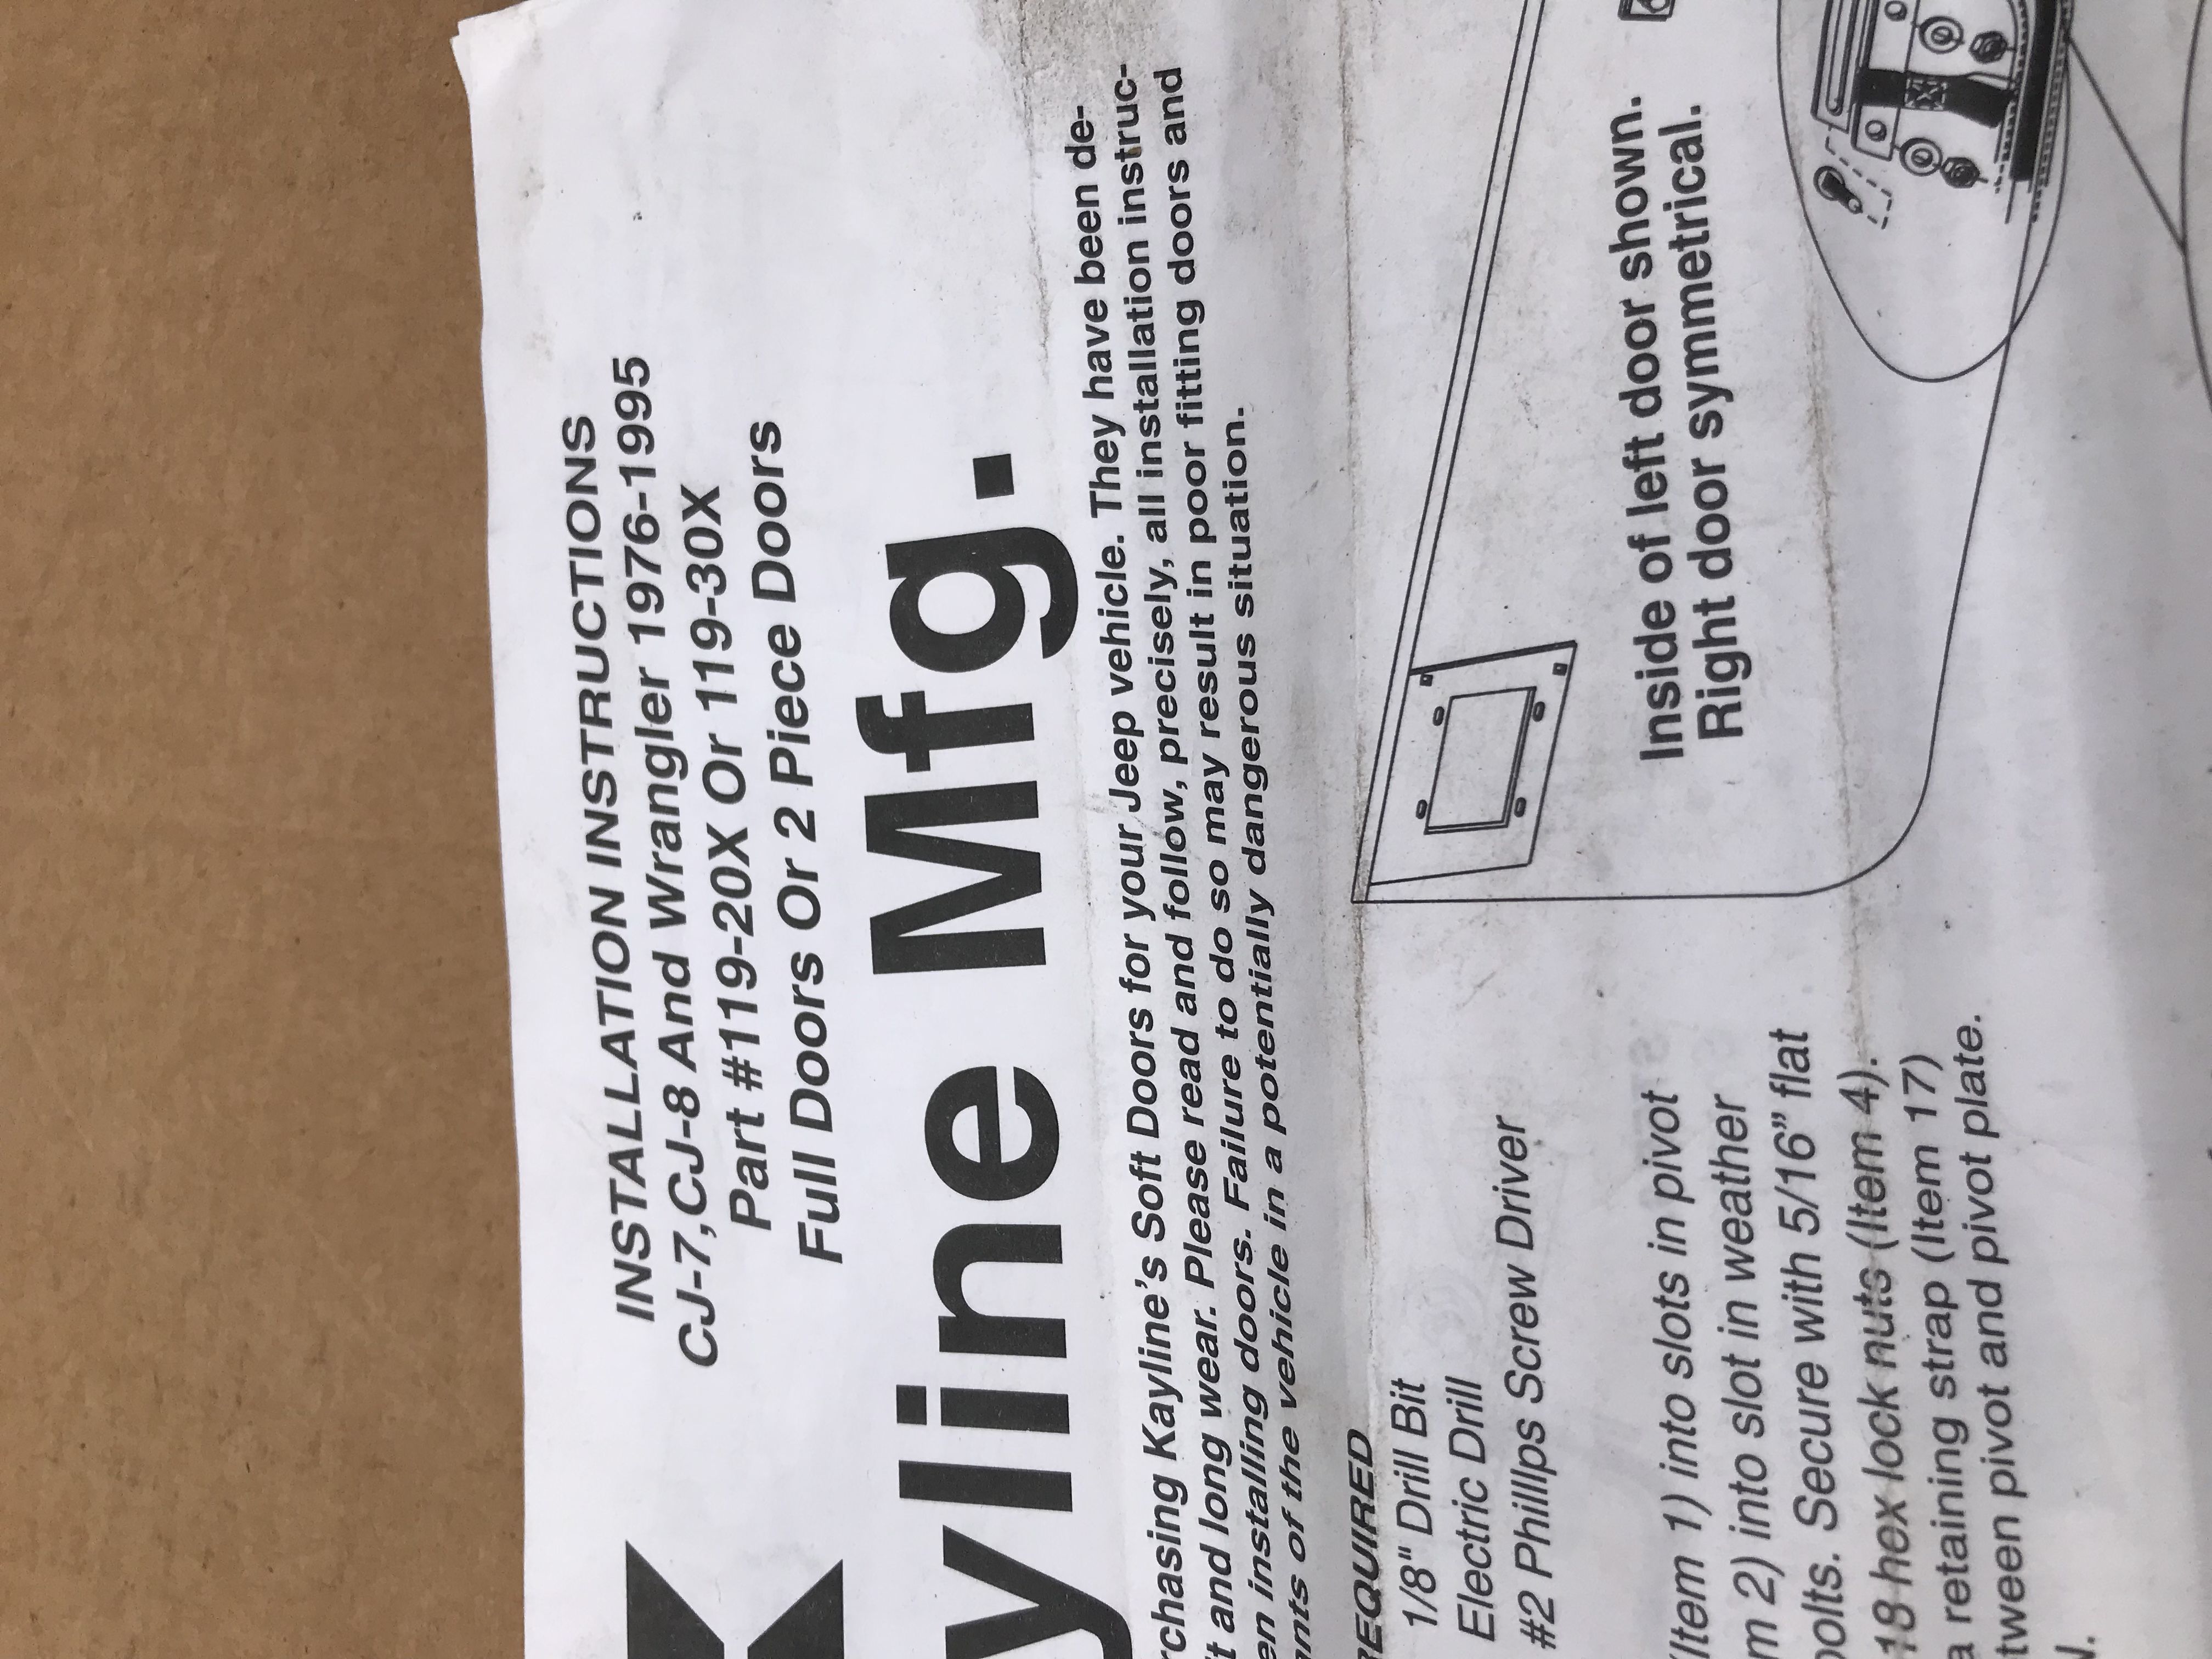 K
INSTALLATION INSTRUCTIONS
CJ-7,CJ-8 And Wrangler 1976-1995
Part #119-20X Or 119-30X
Full Doors Or 2 Piece Doors
yline Mfg.
rchasing Kayline's Soft Doors for your Jeep vehicle. They have been de-
t and long wear. Please read and follow, precisely, all installation instruc-
en installing doors. Failure to do so may result in poor fitting doors and
ants of the vehicle in a potentially dangerous situation.
REQUIRED
1/8" Drill Bit
Electric Drill
#2 Phillips Screw Driver
Inside of left door shown.
Right door symmetrical.
(Item 1) into slots in pivot
m 2) into slot in weather
bolts. Secure with 5/16” flat
18 hex lock nuts (Item 4).
a retaining strap (Item 17)
tween pivot and pivot plate.
N.